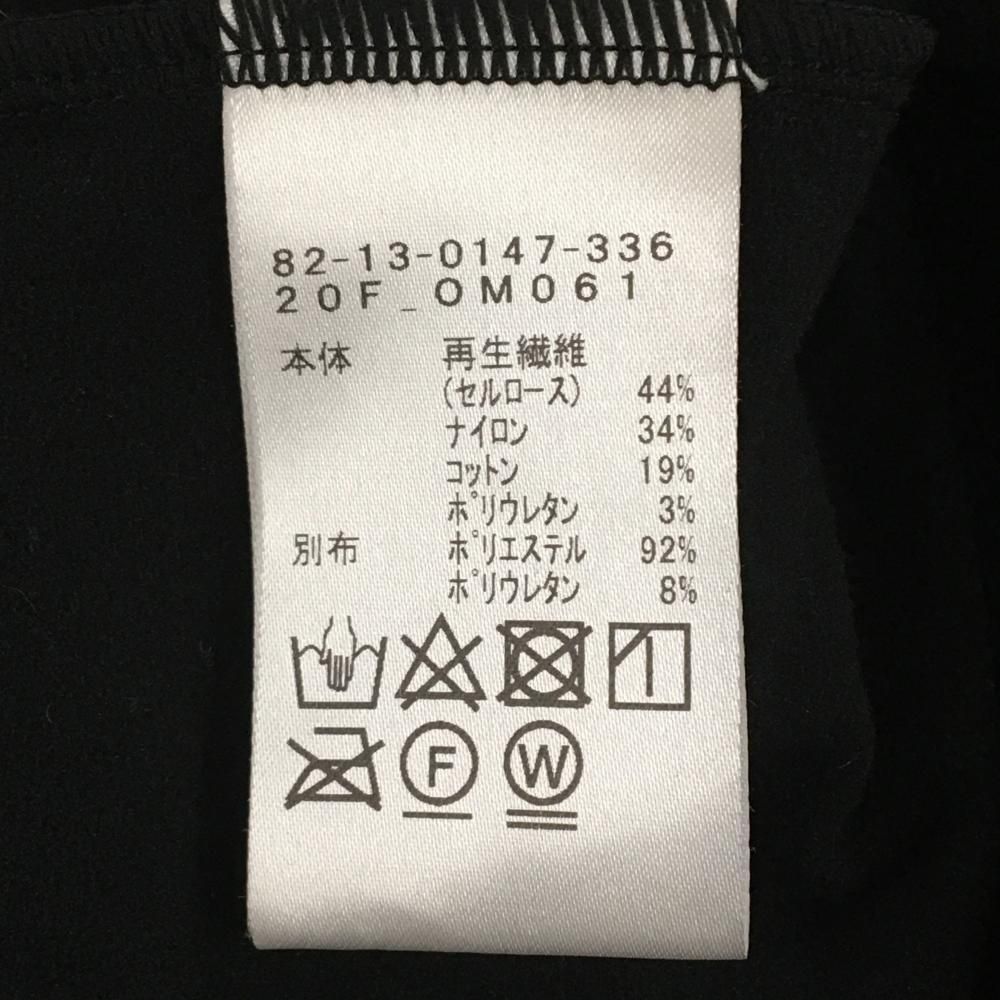 82-13-0147-336
20F_OM061
本体 再生繊維
(セルロース) 44%
ナイロン 34%
コットン 19%
ポリウレタン 3%
別布 ポリエステル 92%
ポリウレタン 8%
F W